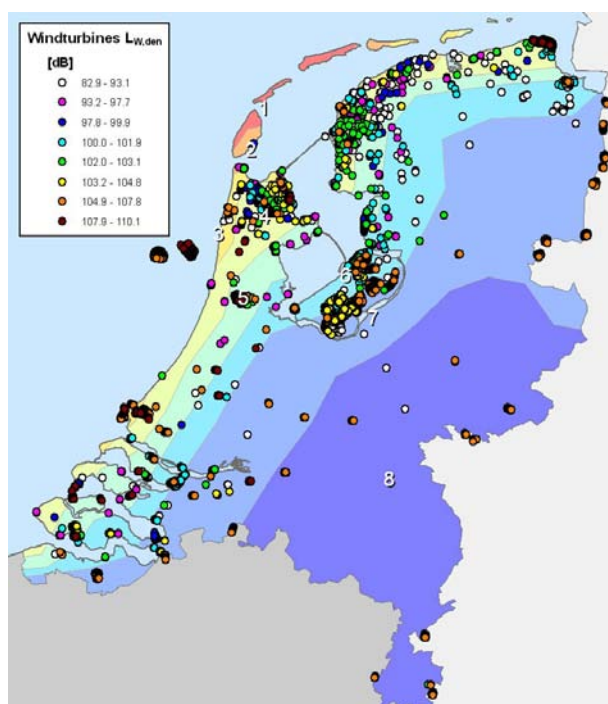 Windturbines L W,den
[dB]
82.9 - 93.1
93.2 - 97.7
97.8 - 99.9
100.0 - 101.9
102.0 - 103.1
103.2 - 104.8
104.9 - 107.8
107.9 - 110.1
1
2
3
4
5
6
7
8